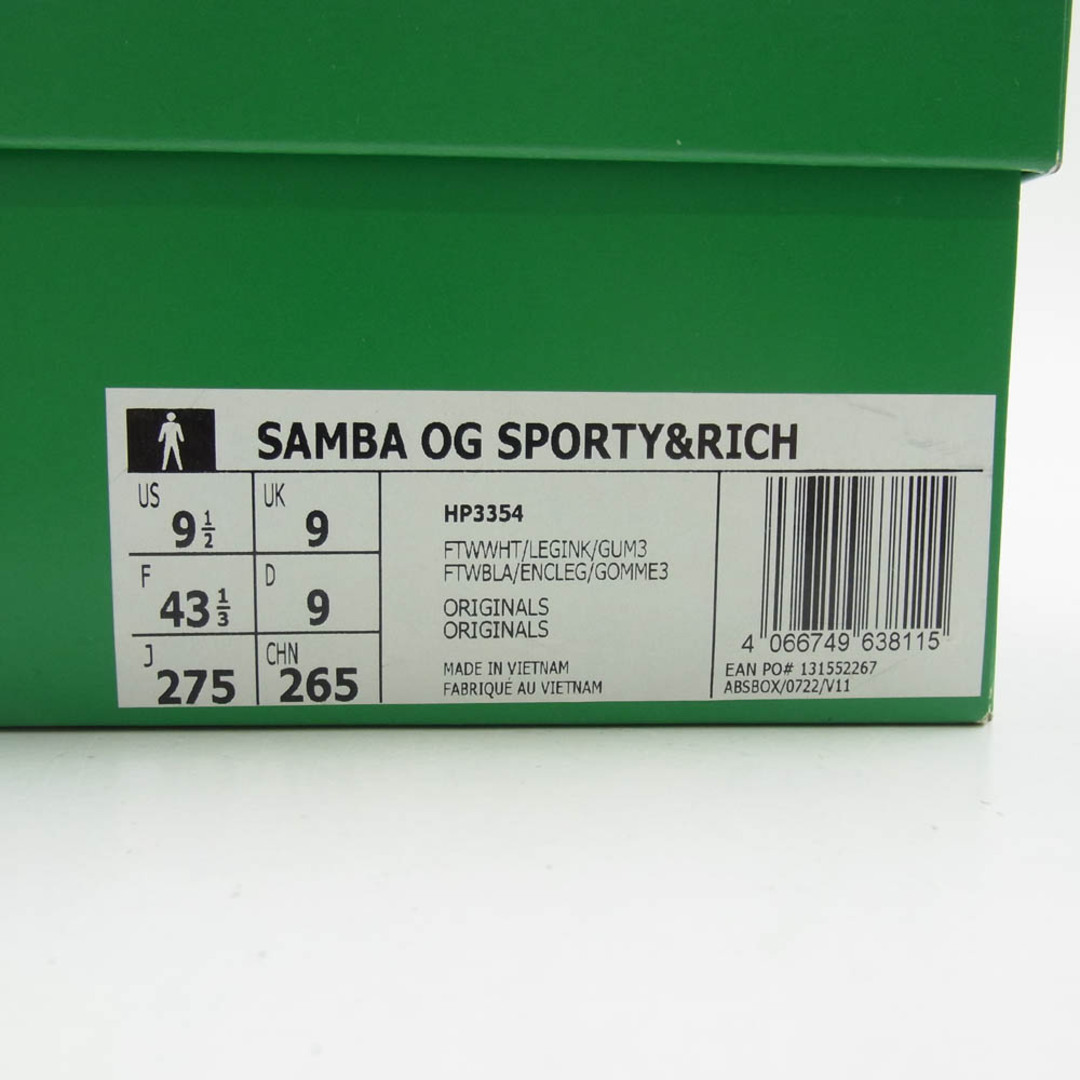 SAMBA OG SPORTY&RICH
US 9 1/2
UK 9
F 43 1/3
D 9
J 275
CHN 265
HP3354
FTWWHT/LEGINK/GUM3
FTWBLA/ENCLEG/GOMME3
ORIGINALS
ORIGINALS
MADE IN VIETNAM
FABRIQUÉ AU VIETNAM
4 066749 638115
EAN PO# 131552267
ABSBOX/0722/V11